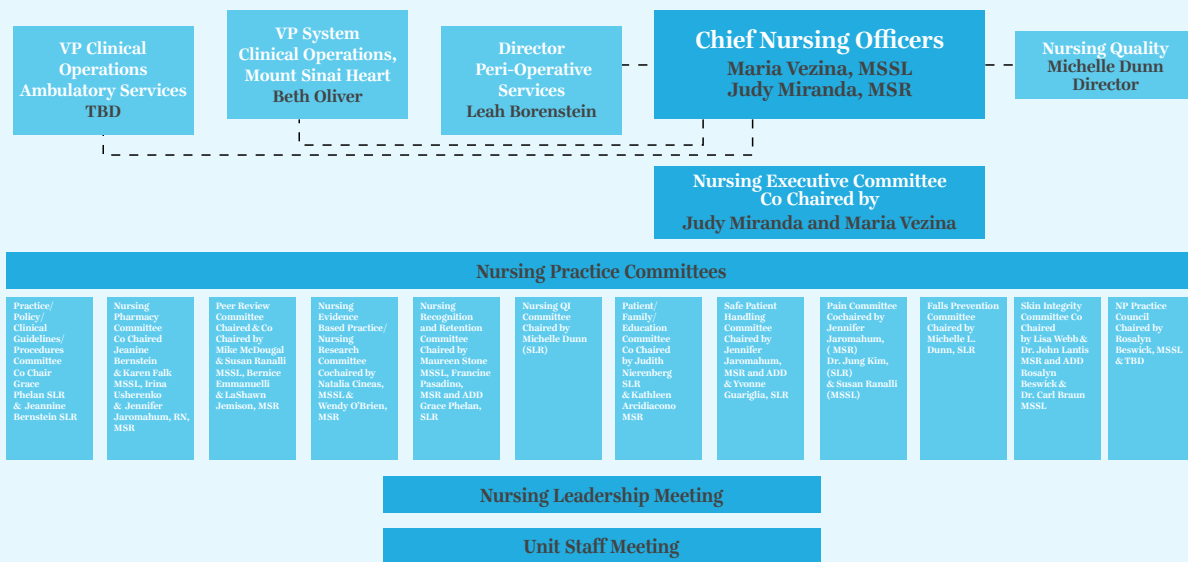 VP Clinical
Operations
Ambulatory Services
TBD
VP System
Clinical Operations,
Mount Sinai Heart
Beth Oliver
Director
Peri-Operative
Services
Leah Borenstein
Chief Nursing Officers
Maria Vezina, MSSL
Judy Miranda, MSR
Nursing Quality
Michelle Dunn
Director
Nursing Executive Committee
Co Chaired by
Judy Miranda and Maria Vezina
Nursing Practice Committees
Practice/
Policy/
Clinical
Guidelines/
Procedures
Committee
Co Chair
Grace
Phelan SLR
& Jeannine
Bernstein SLR
Nursing
Pharmacy
Committee
Co Chaired
Jeanine
Bernstein
& Karen Falk
MSSL, Irina
Usherenko
& Jennifer
Jaromahum, RN,
MSR
Peer Review
Committee
Chaired & Co
Chaired by
Mike McDougal
& Susan Ranalli
MSSL, Bernice
Emmanuelli
& LaShawn
Jemison, MSR
Nursing
Evidence
Based Practice/
Nursing
Research
Committee
Cochaired by
Natalia Cineas,
MSSL &
Wendy O'Brien,
MSR
Nursing
Recognition
and Retention
Committee
Chaired by
Maureen Stone
MSSL, Francine
Pasadino,
MSR and ADD
Grace Phelan,
SLR
Nursing QI
Committee
Chaired by
Michelle Dunn
(SLR)
Patient/
Family/
Education
Committee
Co Chaired
by Judith
Nierenberg
SLR
& Kathleen
Arcidiacono
MSR
Safe Patient
Handling
Committee
Chaired by
Jennifer
Jaromahum,
MSR and ADD
& Yvonne
Guariglia, SLR
Pain Committee
Cochaired by
Jennifer
Jaromahum,
( MSR)
Dr. Jung Kim,
(SLR)
& Susan Ranalli
(MSSL)
Falls Prevention
Committee
Chaired by
Michelle L.
Dunn, SLR
Skin Integrity
Committee Co
Chaired
by Lisa Webb &
Dr. John Lantis
MSR and ADD
Rosalyn
Beswick &
Dr. Carl Braun
MSSL
NP Practice
Council
Chaired by
Rosalyn
Beswick, MSSL
& TBD
Nursing Leadership Meeting
Unit Staff Meeting